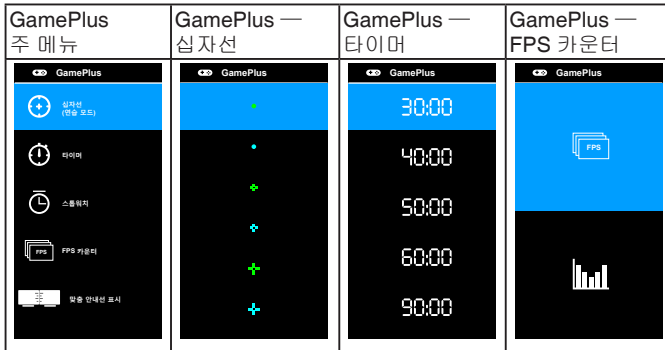 GamePlus
주 메뉴
GamePlus —
십자선
GamePlus —
타이머
GamePlus —
FPS 카운터
GamePlus
십자선
(연습 모드)
타이머
스톱워치
FPS
FPS 카운터
맞춤 안내선 표시
GamePlus
GamePlus
30:00
40:00
50:00
60:00
90:00
GamePlus
FPS